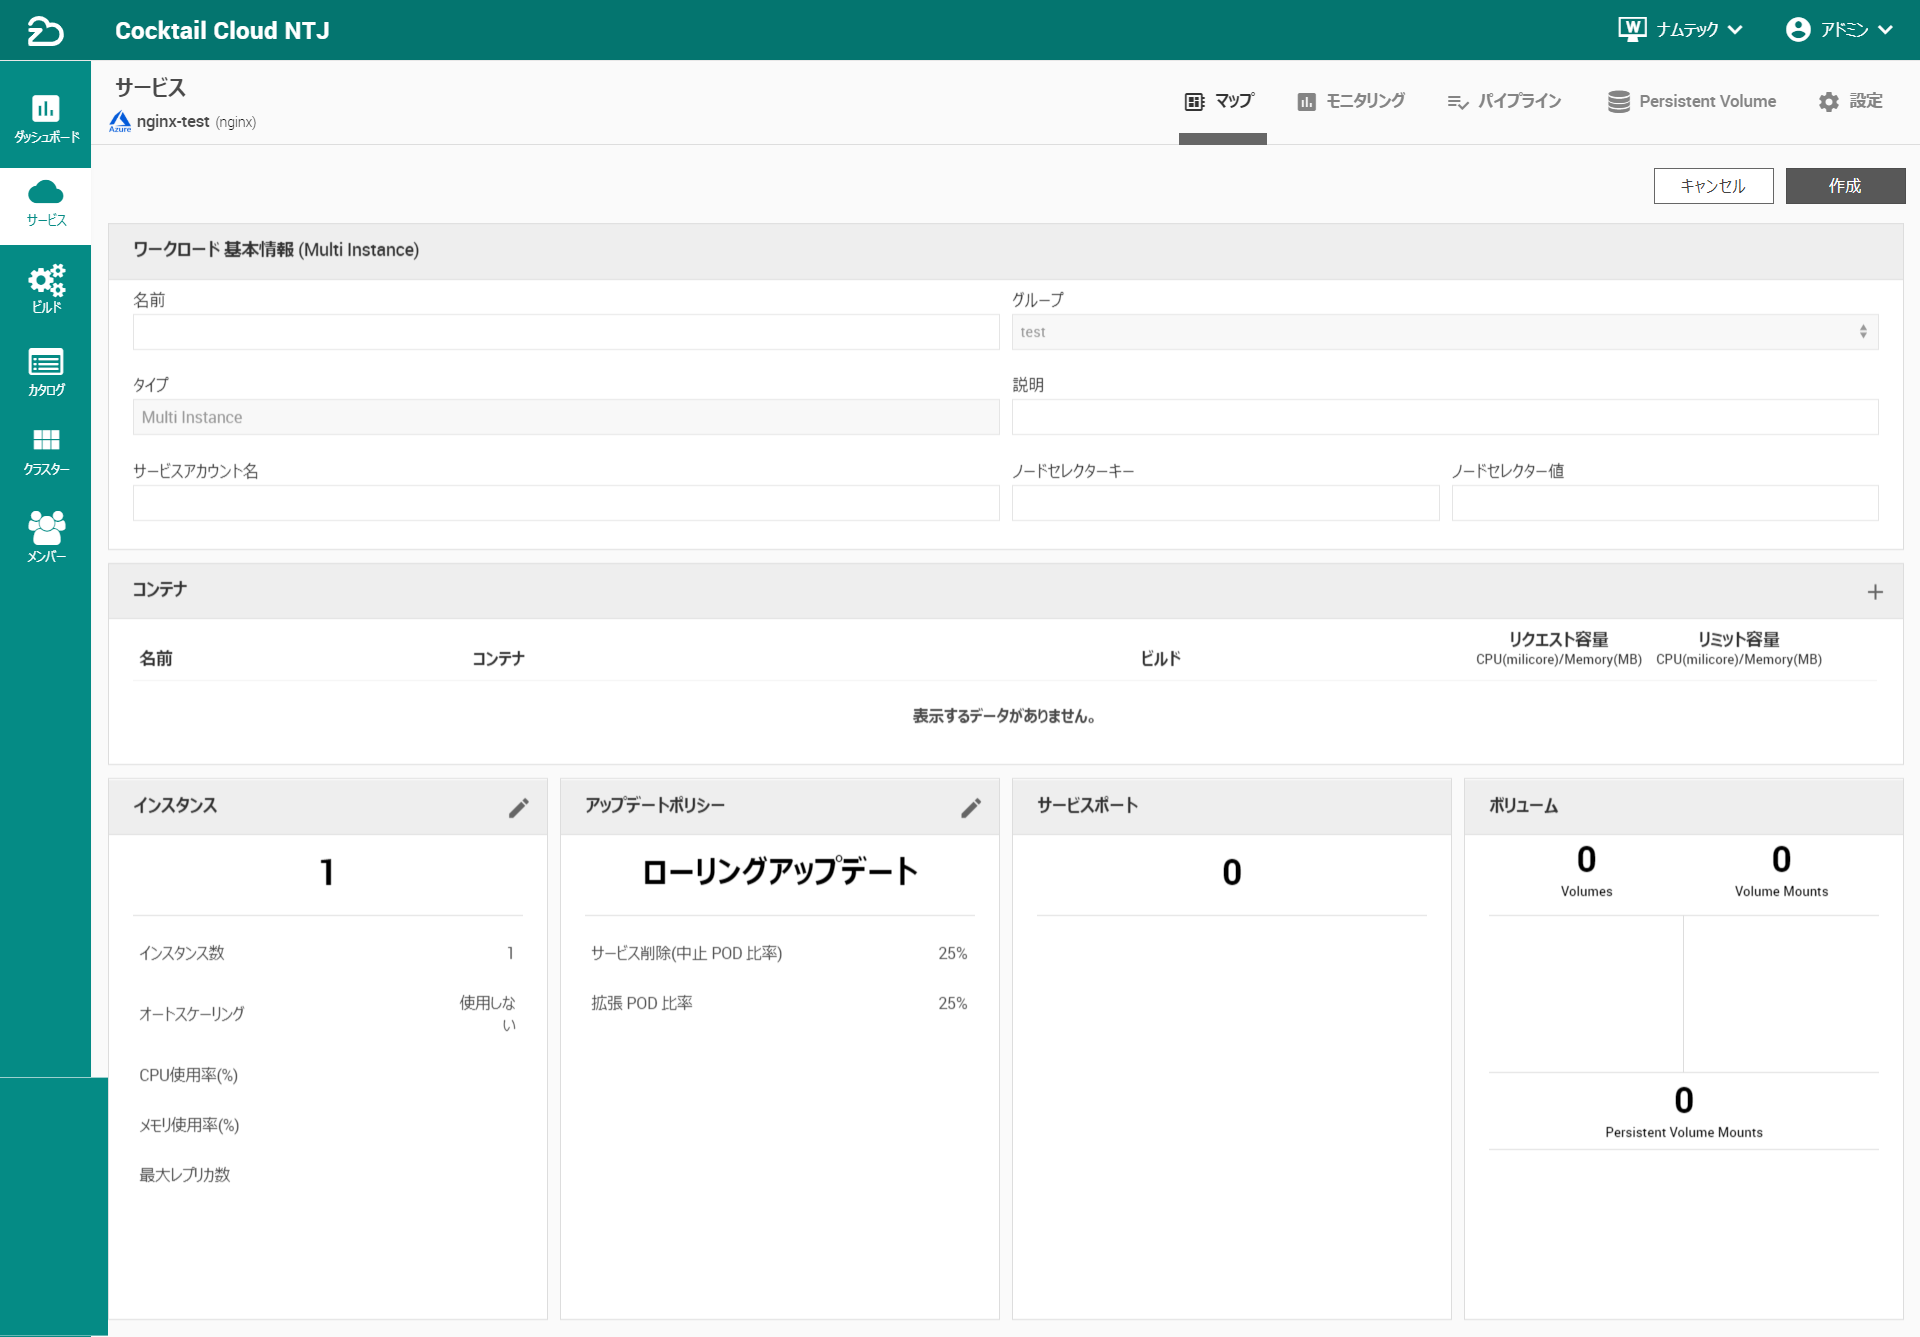 Cocktail Cloud NTJ
W ナムテック
アドミン
ダッシュボード
サービス
ビルド
カタログ
クラスター
メンバー
サービス
Azure nginx-test (nginx)
マップ
モニタリング
パイプライン
Persistent Volume
設定
キャンセル
作成
ワークロード 基本情報 (Multi Instance)
名前
グループ
test
タイプ
説明
Multi Instance
サービスアカウント名
ノードセレクターキー
ノードセレクター値
コンテナ
+
名前
コンテナ
ビルド
リクエスト容量
CPU(milicore)/Memory(MB)
リミット容量
CPU(milicore)/Memory(MB)
表示するデータがありません。
インスタンス
1
インスタンス数 1
オートスケーリング 使用しな
い
CPU使用率(%)
メモリ使用率(%)
最大レプリカ数
アップデートポリシー
ローリングアップデート
サービス削除(中止 POD 比率) 25%
拡張 POD 比率 25%
サービスポート
0
ボリューム
0
Volumes
0
Volume Mounts
0
Persistent Volume Mounts